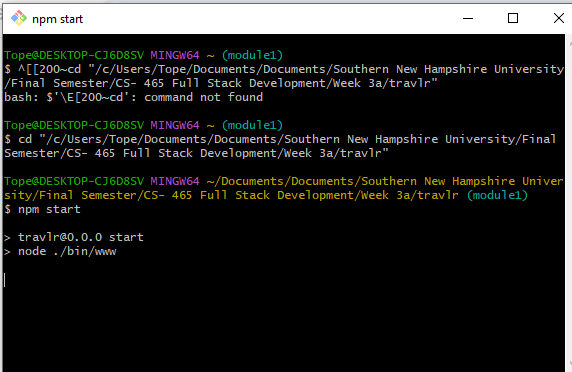 npm start
Tope@DESKTOP-CJ6D8SV MINGW64 ~ (module1)
$ ^[[200~cd "/c/Users/Tope/Documents/Documents/Southern New Hampshire University
/Final Semester/CS- 465 Full Stack Development/Week 3a/travlr"
bash: $'\E[200~cd': command not found
Tope@DESKTOP-CJ6D8SV MINGW64 ~ (module1)
$ cd "/c/Users/Tope/Documents/Documents/Southern New Hampshire University/Final
Semester/CS- 465 Full Stack Development/Week 3a/travlr"
Tope@DESKTOP-CJ6D8SV MINGW64 ~/Documents/Documents/Southern New Hampshire Univer
sity/Final Semester/CS- 465 Full Stack Development/Week 3a/travlr (module1)
$ npm start
> travlr@0.0.0 start
> node ./bin/www